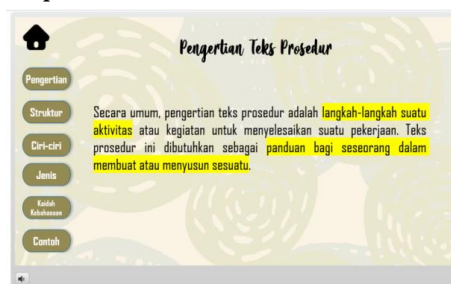 Pengertian Teks Prosedur
Pengertian
Struktur
Ciri-ciri
Jenis
Kaidah
Kebahasaan
Contoh
Secara umum, pengertian teks prosedur adalah langkah-langkah suatu
aktivitas atau kegiatan untuk menyelesaikan suatu pekerjaan. Teks
prosedur ini dibutuhkan sebagai panduan bagi seseorang dalam
membuat atau menyusun sesuatu.